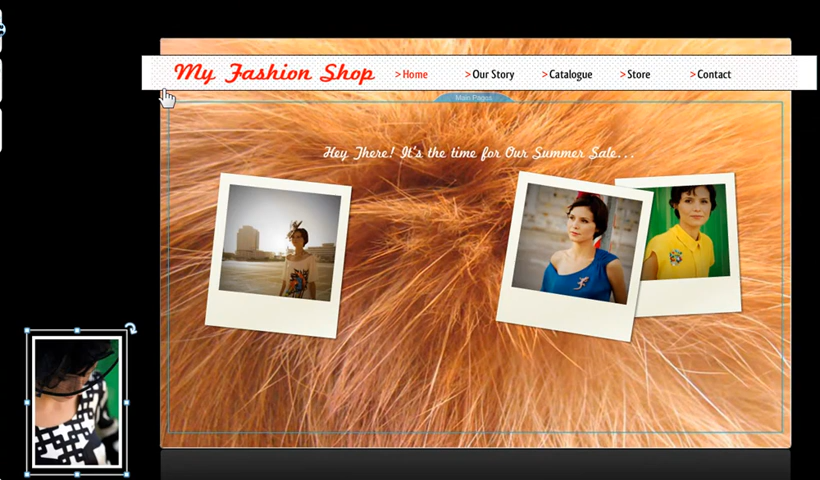 My Fashion Shop > Home > Our Story > Catalogue > Store > Contact
Main Pages
Hey There! It's the time for Our Summer Sale...